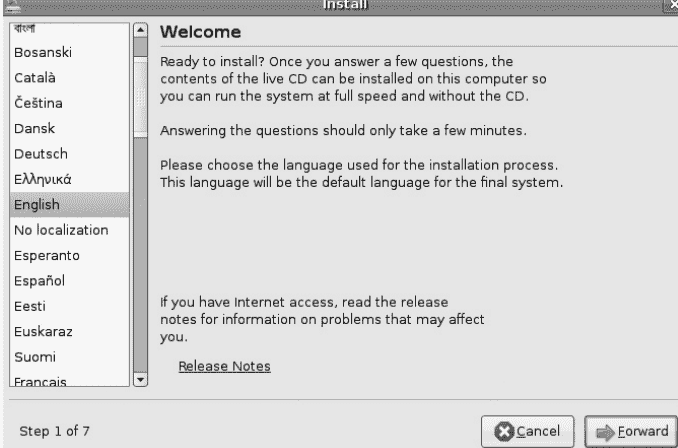 Install
বাংলা
Bosanski
Català
Čeština
Dansk
Deutsch
Ελληνικά
English
No localization
Esperanto
Español
Eesti
Euskaraz
Suomi
Français
Welcome
Ready to install? Once you answer a few questions, the
contents of the live CD can be installed on this computer so
you can run the system at full speed and without the CD.
Answering the questions should only take a few minutes.
Please choose the language used for the installation process.
This language will be the default language for the final system.
If you have Internet access, read the release
notes for information on problems that may affect
you.
Release Notes
Step 1 of 7
Cancel
Forward